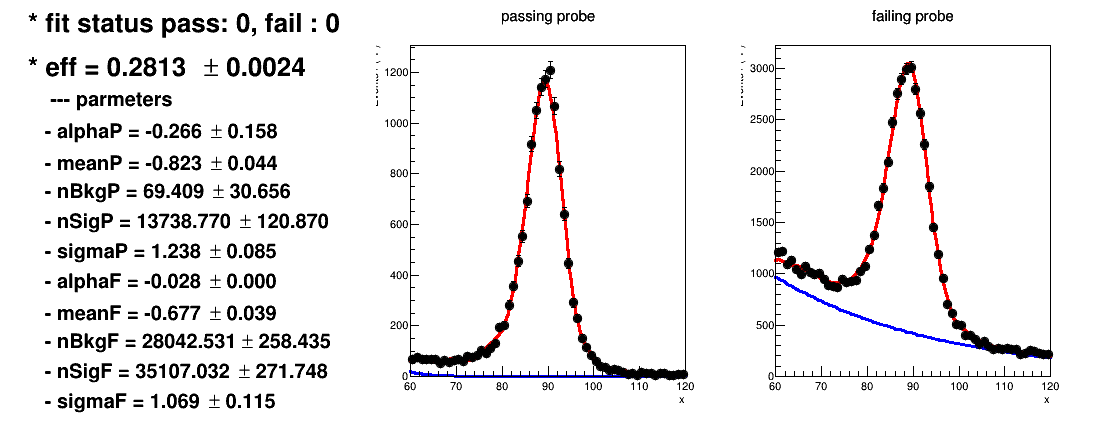 * fit status pass: 0, fail : 0
* eff = 0.2813 ± 0.0024
--- parmeters
- alphaP = -0.266 ± 0.158
- meanP = -0.823 ± 0.044
- nBkgP = 69.409 ± 30.656
- nSigP = 13738.770 ± 120.870
- sigmaP = 1.238 ± 0.085
- alphaF = -0.028 ± 0.000
- meanF = -0.677 ± 0.039
- nBkgF = 28042.531 ± 258.435
- nSigF = 35107.032 ± 271.748
- sigmaF = 1.069 ± 0.115
passing probe
1200
1000
800
600
400
200
0
60 70 80 90 100 110 120
x
failing probe
3000
2500
2000
1500
1000
500
0
60 70 80 90 100 110 120
x